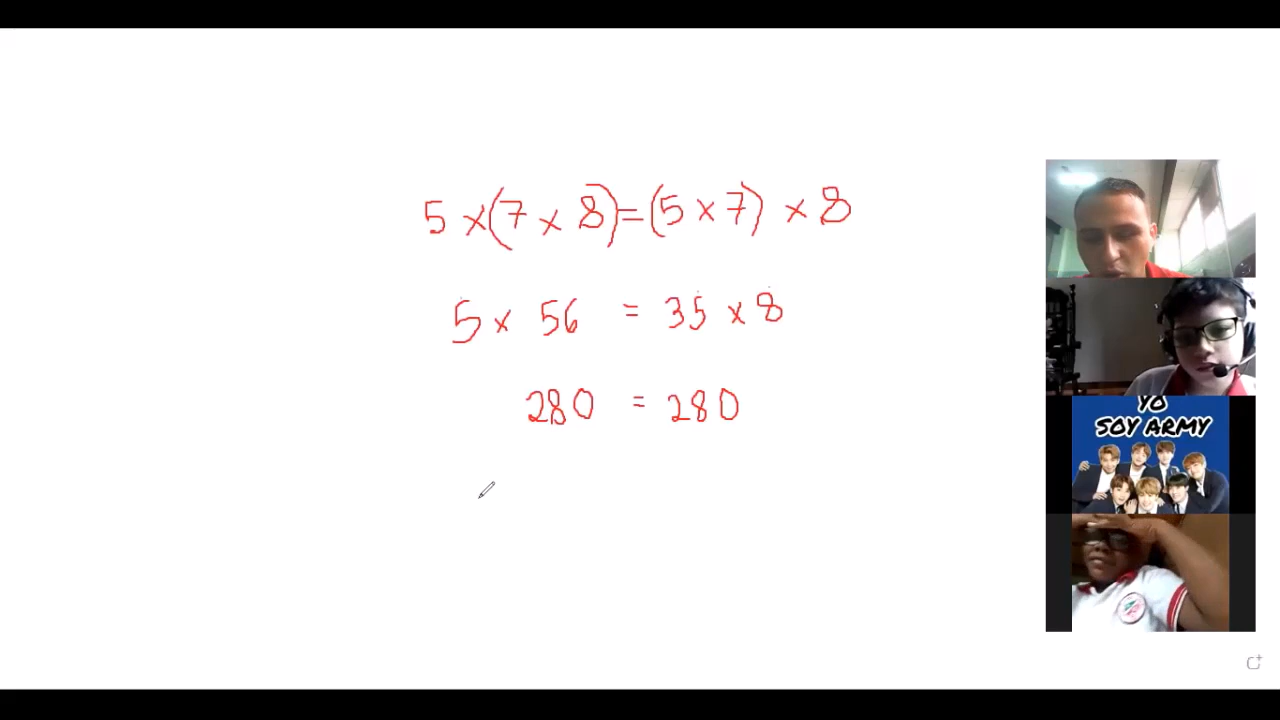 5 × (7 × 8) = (5 × 7) × 8
5 × 56 = 35 × 8
280 = 280
YO
SOY ARMY